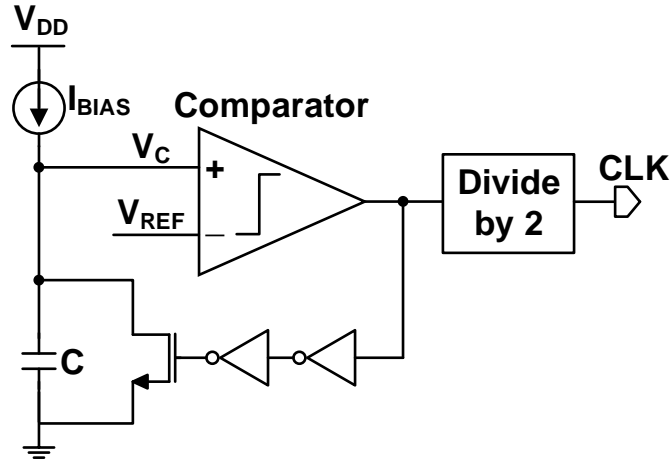 VDD
IBIAS
Comparator
VC
+
VREF
−
Divide
by 2
CLK
C